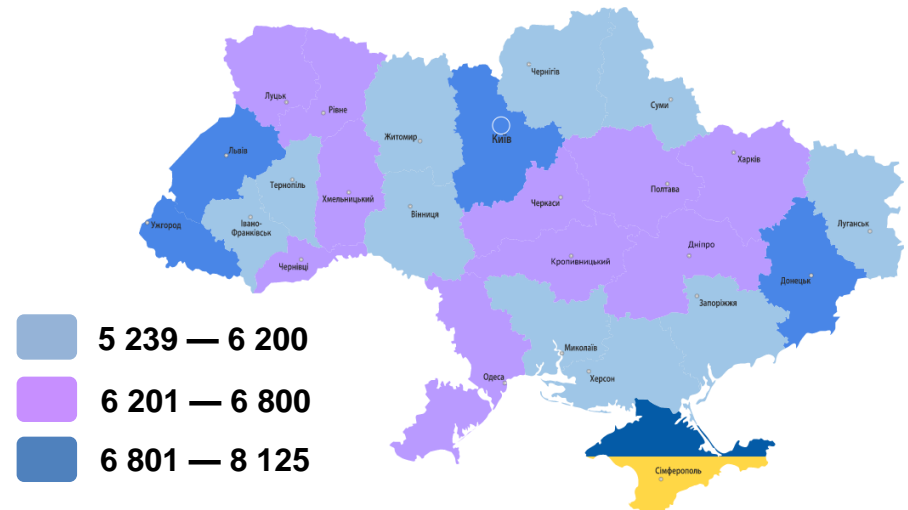 Чернігів
Луцьк
Рівне
Суми
Житомир
Київ
Львів
Харків
Тернопіль
Полтава
Хмельницький
Черкаси
Вінниця
Ужгород
Івано-
Франківськ
Луганськ
Дніпро
Чернівці
Кропивницький
Донецьк
Запоріжжя
5 239 — 6 200
Миколаїв
Одеса
Херсон
6 201 — 6 800
6 801 — 8 125
Сімферополь